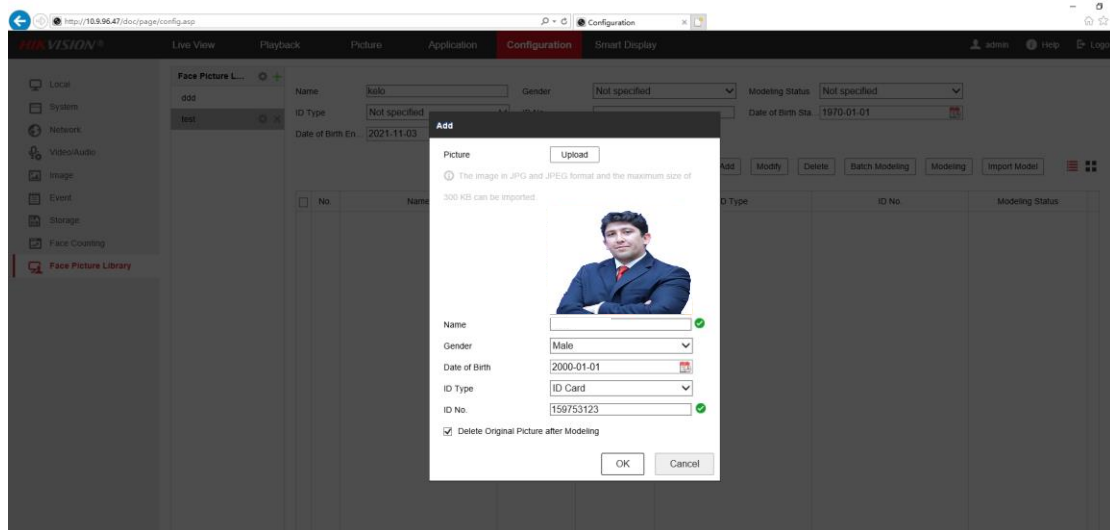 http://10.9.96.47/doc/page/config.asp
Configuration
HIKVISION®
Live View
Playback
Picture
Application
Configuration
Smart Display
admin
Help
Logo
Local
System
Network
Video/Audio
Image
Event
Storage
Face Counting
Face Picture Library
Face Picture L...
ddd
test
Name
kolo
Gender
Not specified
Modeling Status
Not specified
ID Type
Not specified
Date of Birth Sta...
1970-01-01
Date of Birth En...
2021-11-03
Add
Modify
Delete
Batch Modeling
Modeling
Import Model
No.
Name
ID No.
Modeling Status
Add
Picture
Upload
The image in JPG and JPEG format and the maximum size of
300 KB can be imported.
Name
Gender
Male
Date of Birth
2000-01-01
ID Type
ID Card
ID No.
159753123
Delete Original Picture after Modeling
OK
Cancel